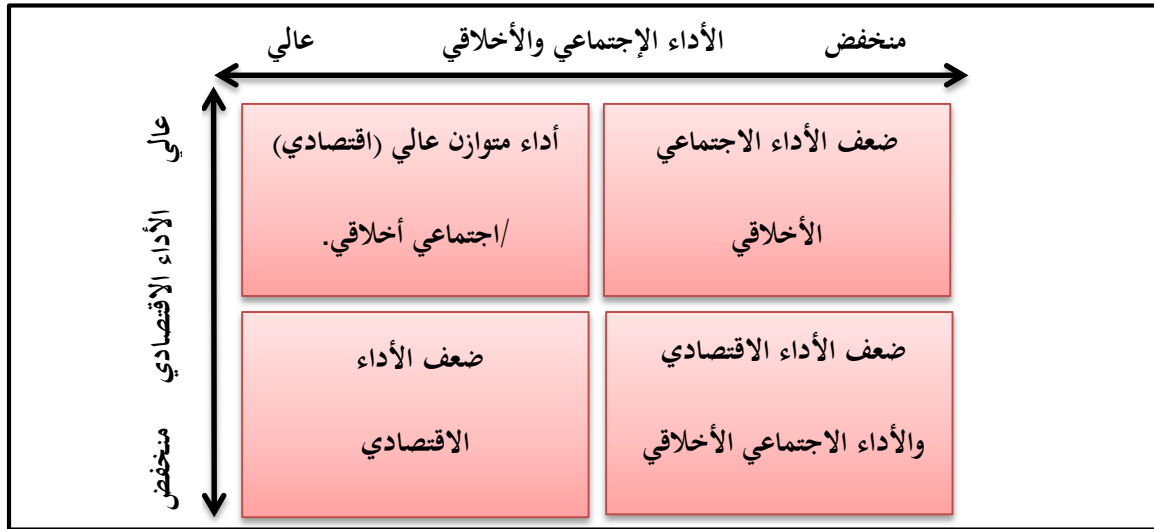 منخفض الأداء الإجتماعي والأخلاقي عالي
عالي
الأداء الاقتصادي
منخفض
ضعف الأداء الاجتماعي
الأخلاقي
أداء متوازن عالي (اقتصادي)
/اجتماعي أخلاقي.
ضعف الأداء الاقتصادي
والأداء الاجتماعي الأخلاقي
ضعف الأداء
الاقتصادي